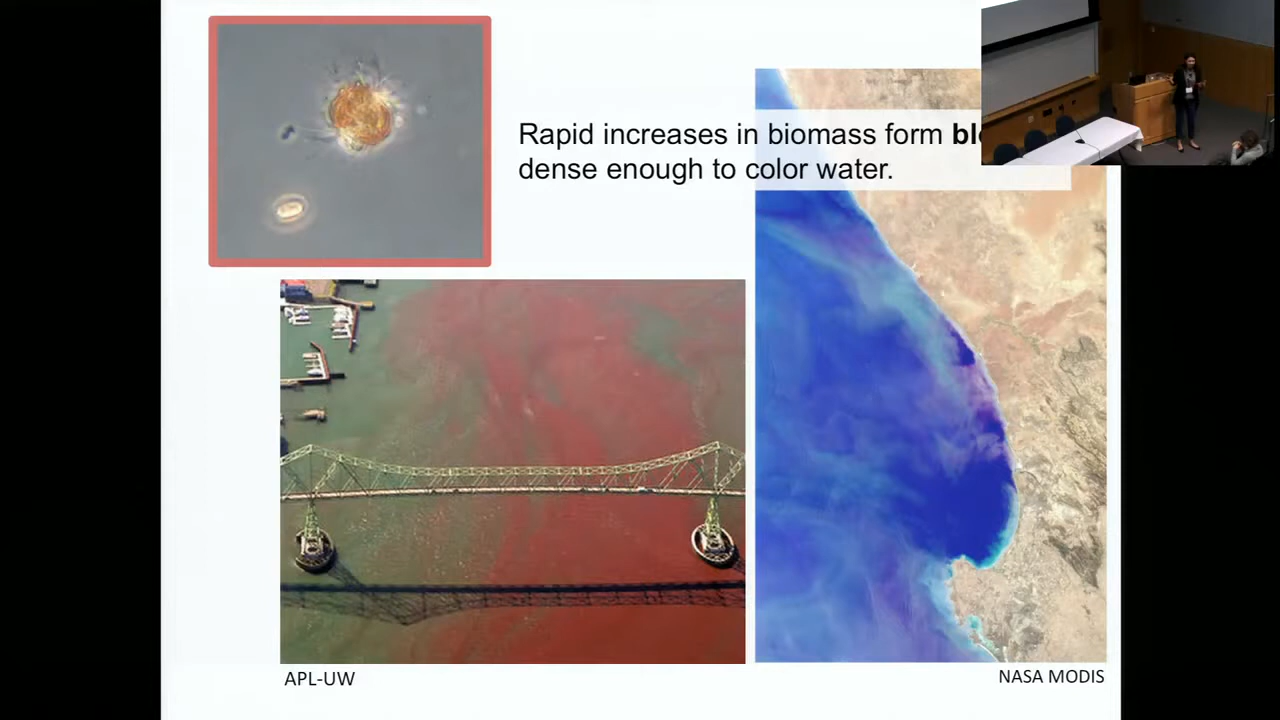 Rapid increases in biomass form
dense enough to color water.
APL-UW
NASA MODIS